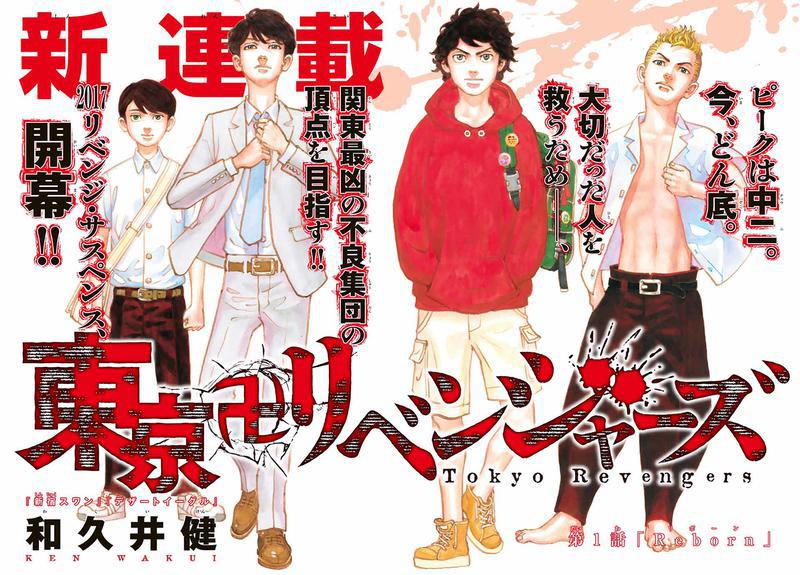 新連載
ピークは中二。
今、どん底。
大切だった人を
救うため――、
関東最凶の不良集団の
頂点を目指す!!
2017リベンジ・サスペンス、
開幕!!
東京卍リベンジャーズ
Tokyo Revengers
『新宿スワン』『デザートイーグル』
和久井健
KEN WAKUI
第1話「Reborn」